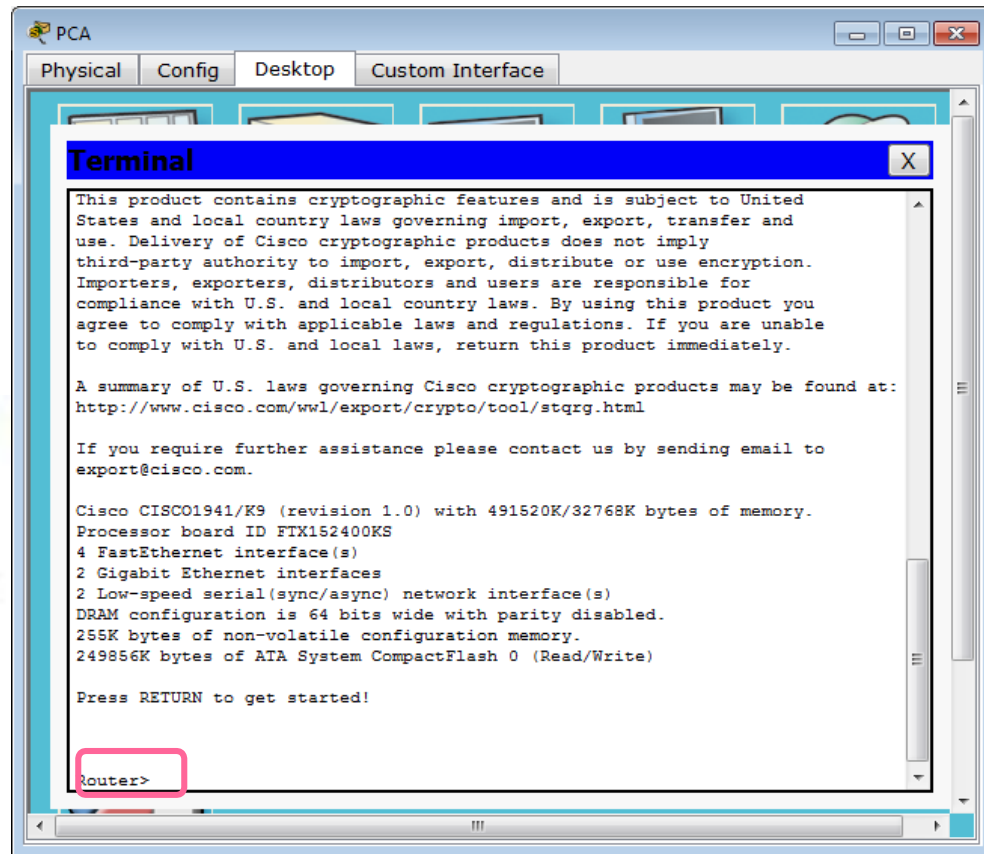 PCA
Physical Config Desktop Custom Interface
Terminal
X
This product contains cryptographic features and is subject to United
States and local country laws governing import, export, transfer and
use. Delivery of Cisco cryptographic products does not imply
third-party authority to import, export, distribute or use encryption.
Importers, exporters, distributors and users are responsible for
compliance with U.S. and local country laws. By using this product you
agree to comply with applicable laws and regulations. If you are unable
to comply with U.S. and local laws, return this product immediately.
A summary of U.S. laws governing Cisco cryptographic products may be found at:
http://www.cisco.com/wwl/export/crypto/tool/stqrg.html
If you require further assistance please contact us by sending email to
export@cisco.com.
Cisco CISCO1941/K9 (revision 1.0) with 491520K/32768K bytes of memory.
Processor board ID FTX152400KS
4 FastEthernet interface(s)
2 Gigabit Ethernet interfaces
2 Low-speed serial(sync/async) network interface(s)
DRAM configuration is 64 bits wide with parity disabled.
255K bytes of non-volatile configuration memory.
249856K bytes of ATA System CompactFlash 0 (Read/Write)
Press RETURN to get started!
Router>